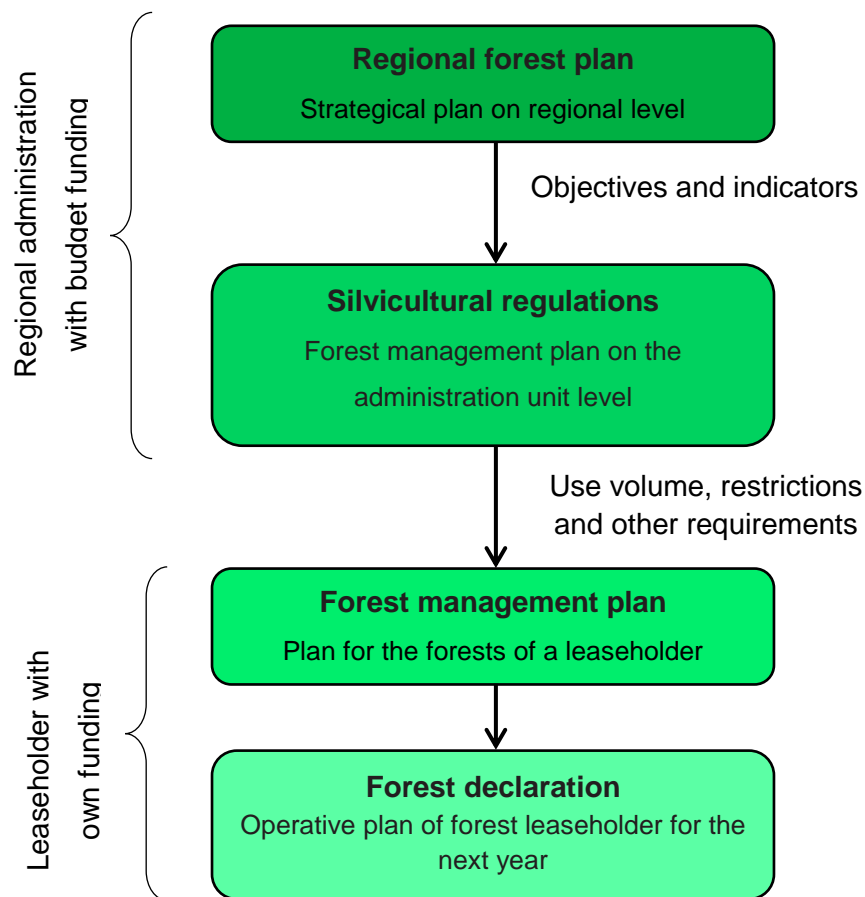 Regional forest plan
Strategical plan on regional level
Objectives and indicators
Silvicultural regulations
Forest management plan on the
administration unit level
Use volume, restrictions
and other requirements
Forest management plan
Plan for the forests of a leaseholder
Forest declaration
Operative plan of forest leaseholder for the
next year
Regional administration
with budget funding
Leaseholder with
own funding